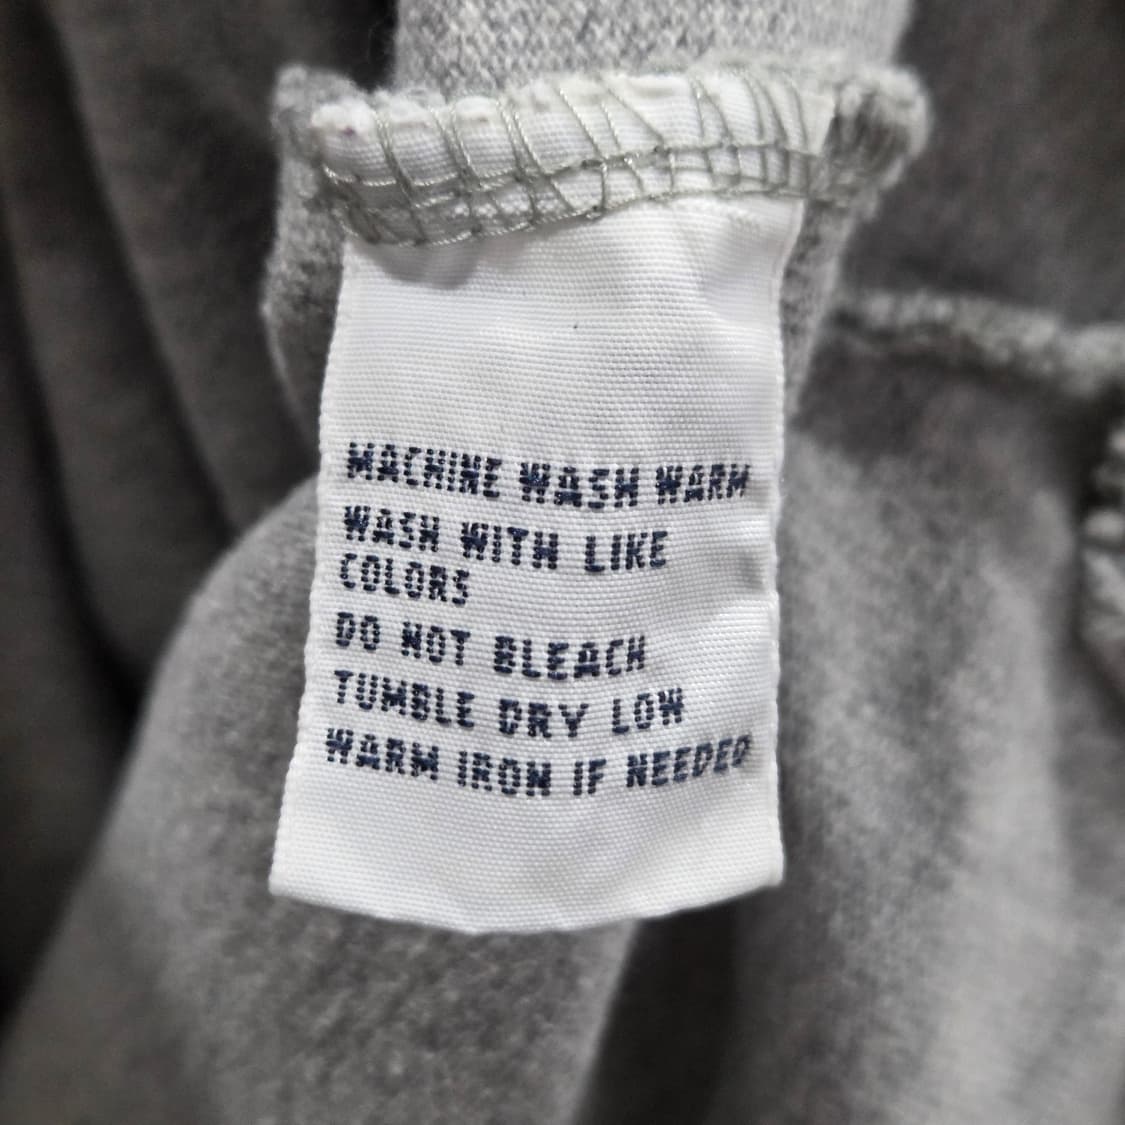 MACHINE WASH WARM
WASH WITH LIKE
COLORS
DO NOT BLEACH
TUMBLE DRY LOW
WARM IRON IF NEEDED